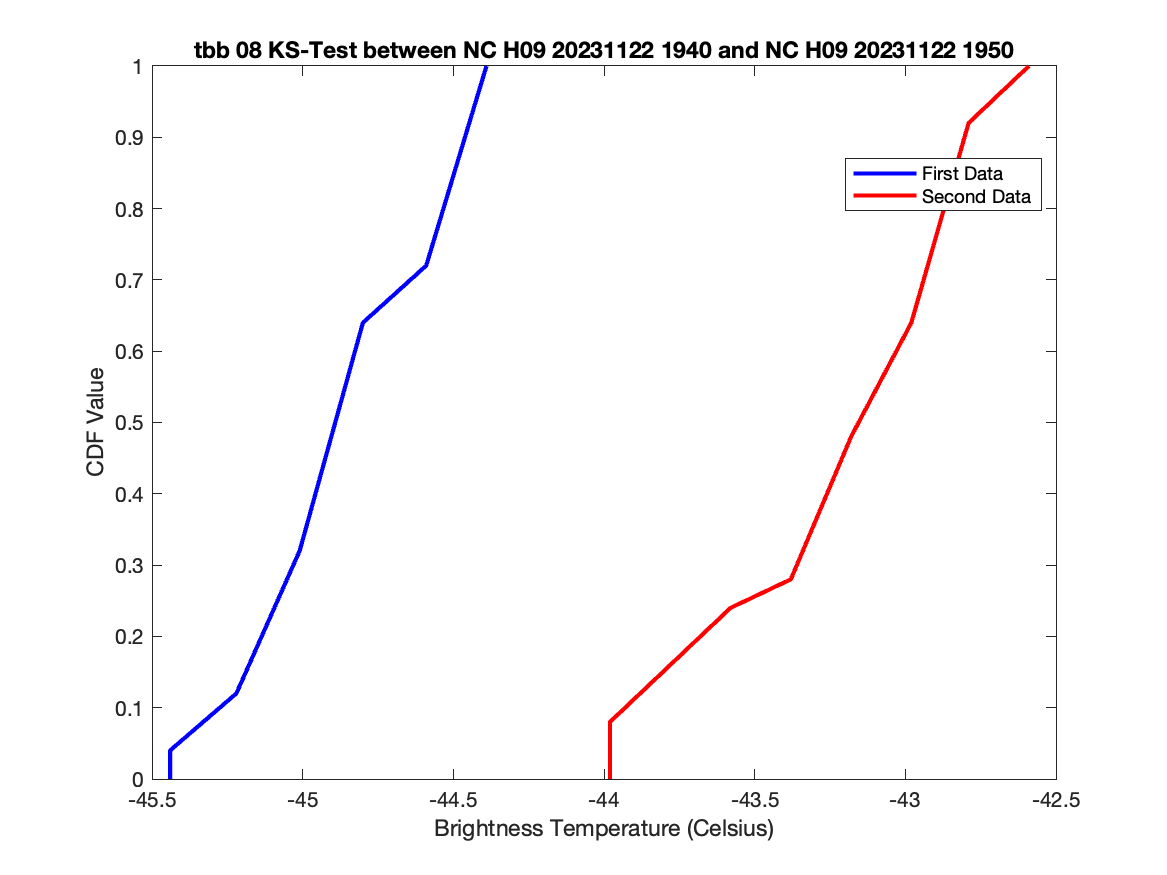 tbb 08 KS-Test between NC H09 20231122 1940 and NC H09 20231122 1950
1
0.9
0.8
0.7
0.6
0.5
0.4
0.3
0.2
0.1
0
CDF Value
First Data
Second Data
-45.5 -45 -44.5 -44 -43.5 -43 -42.5
Brightness Temperature (Celsius)